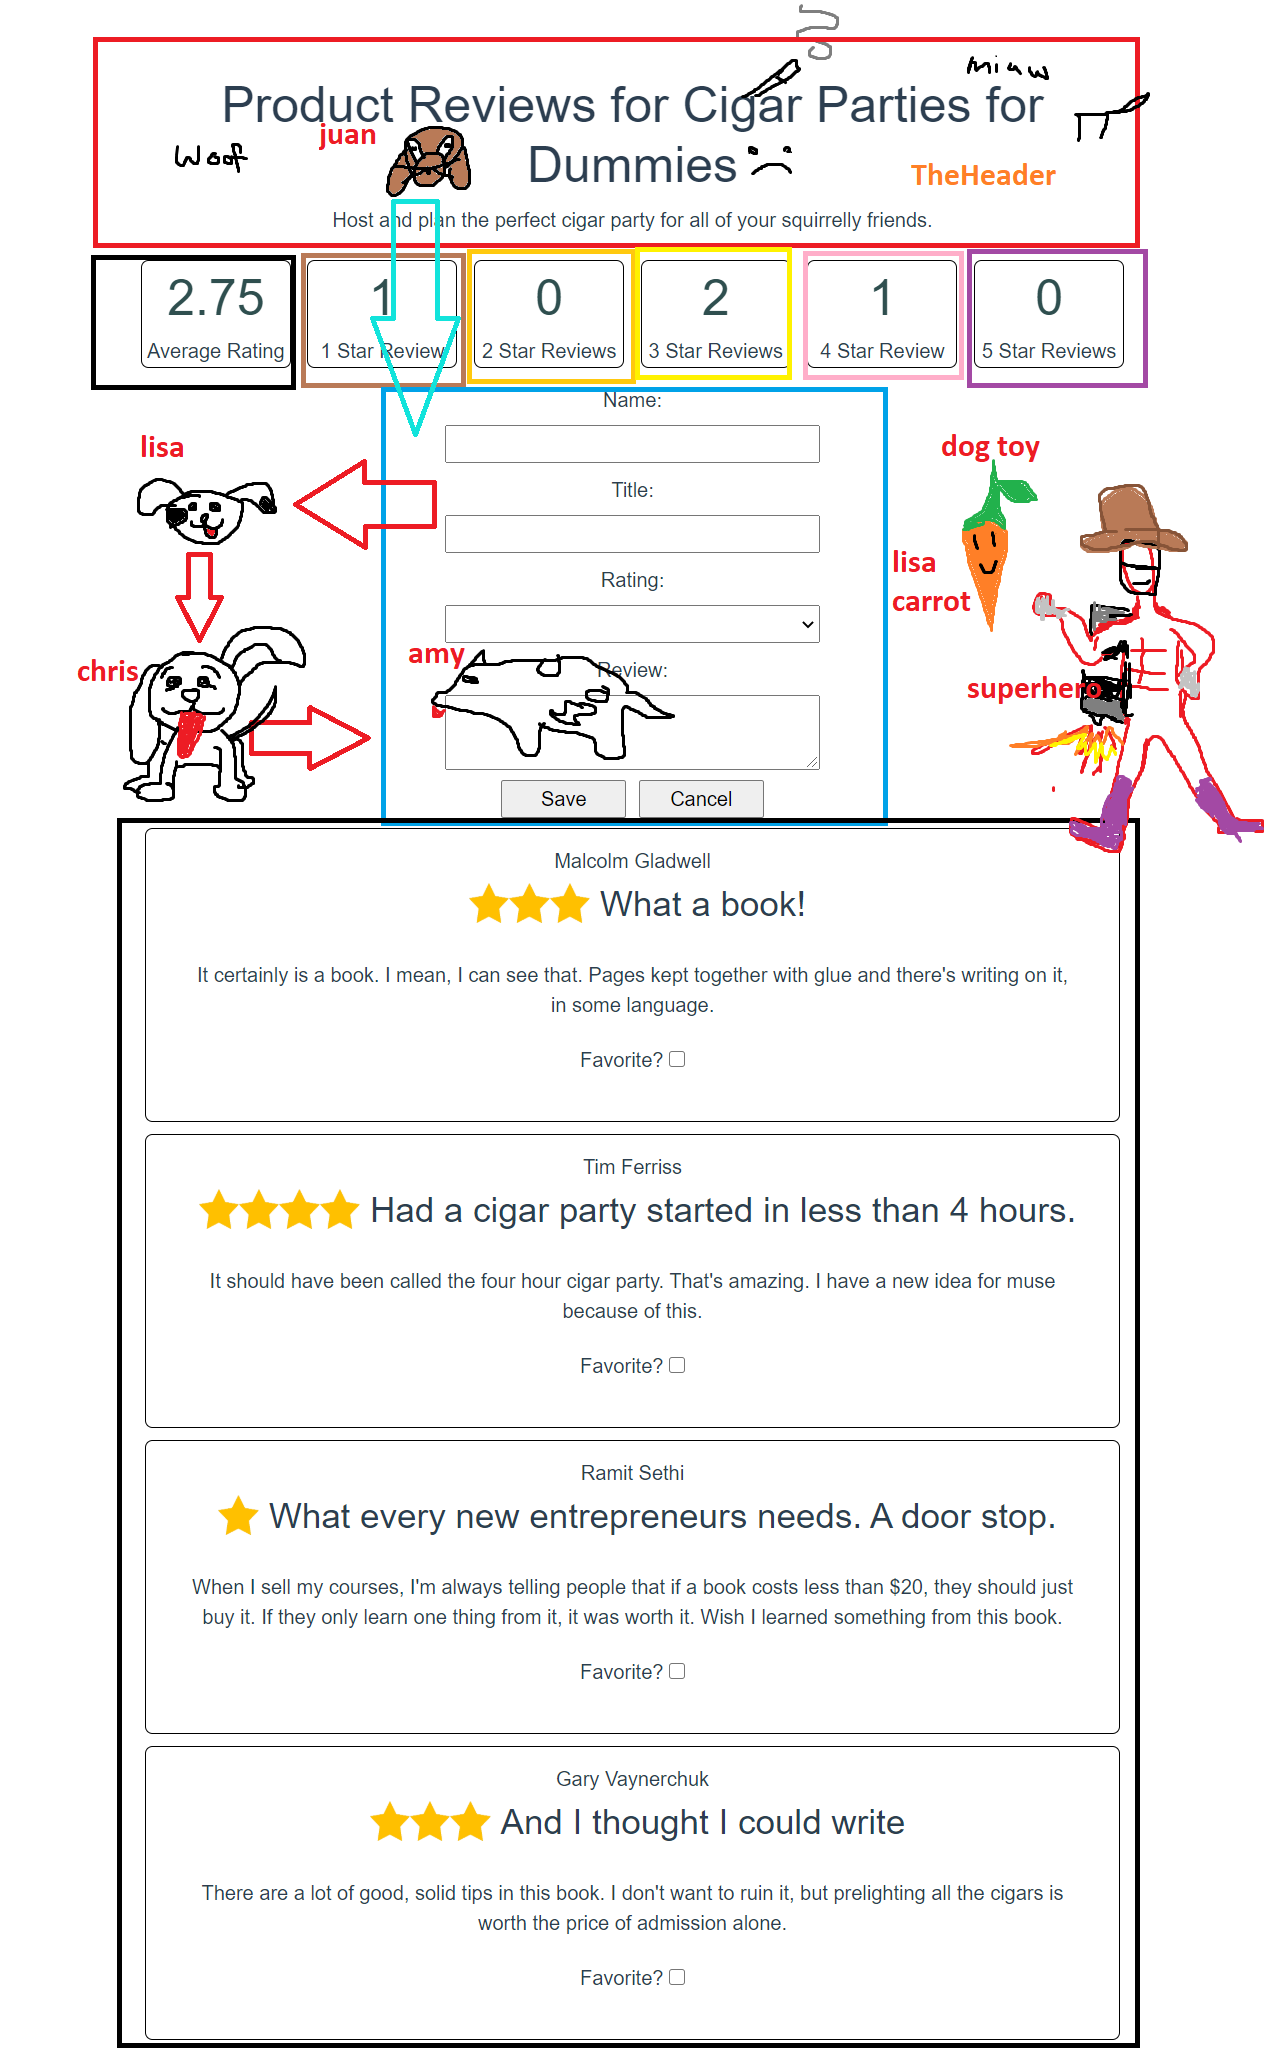 miaw
Product Reviews for Cigar Parties for
juan
Woof
Dummies
TheHeader
Host and plan the perfect cigar party for all of your squirrelly friends.
2.75
1
0
2
1
0
Average Rating
1 Star Review
2 Star Reviews
3 Star Reviews
4 Star Review
5 Star Reviews
Name:
lisa
dog toy
Title:
lisa
carrot
Rating:
amy
chris
Review:
superhero
Save
Cancel
Malcolm Gladwell
What a book!
It certainly is a book. I mean, I can see that. Pages kept together with glue and there's writing on it,
in some language.
Favorite?
Tim Ferriss
Had a cigar party started in less than 4 hours.
It should have been called the four hour cigar party. That's amazing. I have a new idea for muse
because of this.
Favorite?
Ramit Sethi
What every new entrepreneurs needs. A door stop.
When I sell my courses, I'm always telling people that if a book costs less than $20, they should just
buy it. If they only learn one thing from it, it was worth it. Wish I learned something from this book.
Favorite?
Gary Vaynerchuk
And I thought I could write
There are a lot of good, solid tips in this book. I don't want to ruin it, but prelighting all the cigars is
worth the price of admission alone.
Favorite?